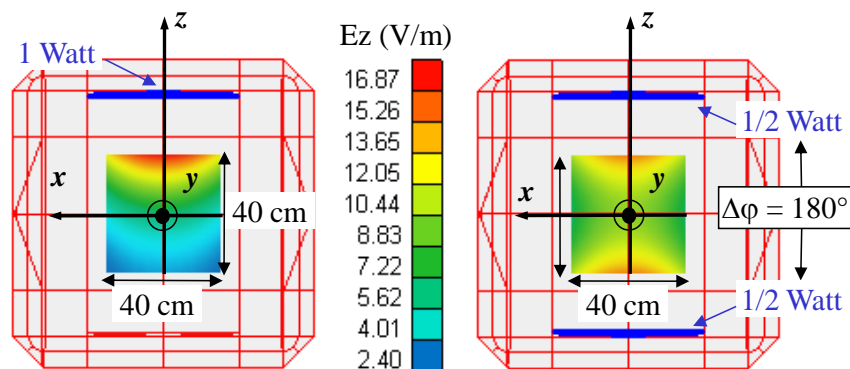 z
1 Watt
x
y
40 cm
40 cm
Ez (V/m)
16.87
15.26
13.65
12.05
10.44
8.83
7.22
5.62
4.01
2.40
z
1/2 Watt
x
y
Δφ = 180°
40 cm
1/2 Watt